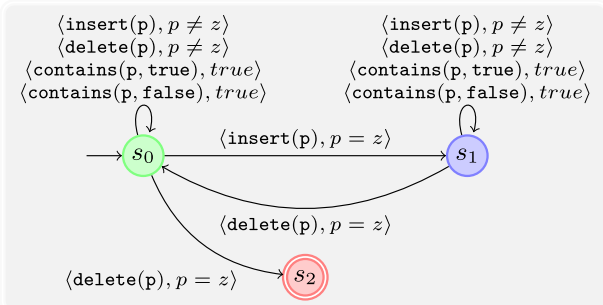 ⟨insert(p), p ≠ z⟩
⟨delete(p), p ≠ z⟩
⟨contains(p, true), true⟩
⟨contains(p, false), true⟩
⟨insert(p), p ≠ z⟩
⟨delete(p), p ≠ z⟩
⟨contains(p, true), true⟩
⟨contains(p, false), true⟩
⟨insert(p), p = z⟩
s₀
s₁
⟨delete(p), p = z⟩
⟨delete(p), p = z⟩
s₂